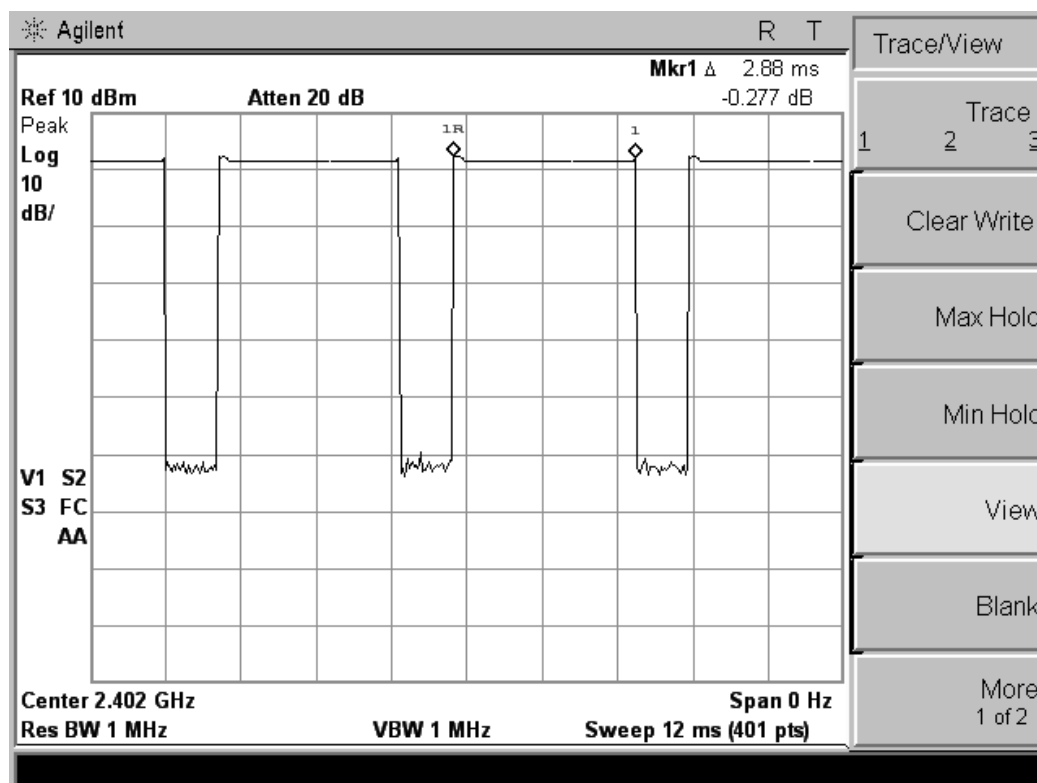 Agilent R T
Trace/View
Mkr1 Δ 2.88 ms
Ref 10 dBm Atten 20 dB -0.277 dB
Peak
Log
10
dB/
1R
1
V1 S2
S3 FC
AA
Center 2.402 GHz Span 0 Hz
Res BW 1 MHz VBW 1 MHz Sweep 12 ms (401 pts)
Trace
1 2 3
Clear Write
Max Hold
Min Hold
View
Blank
More
1 of 2